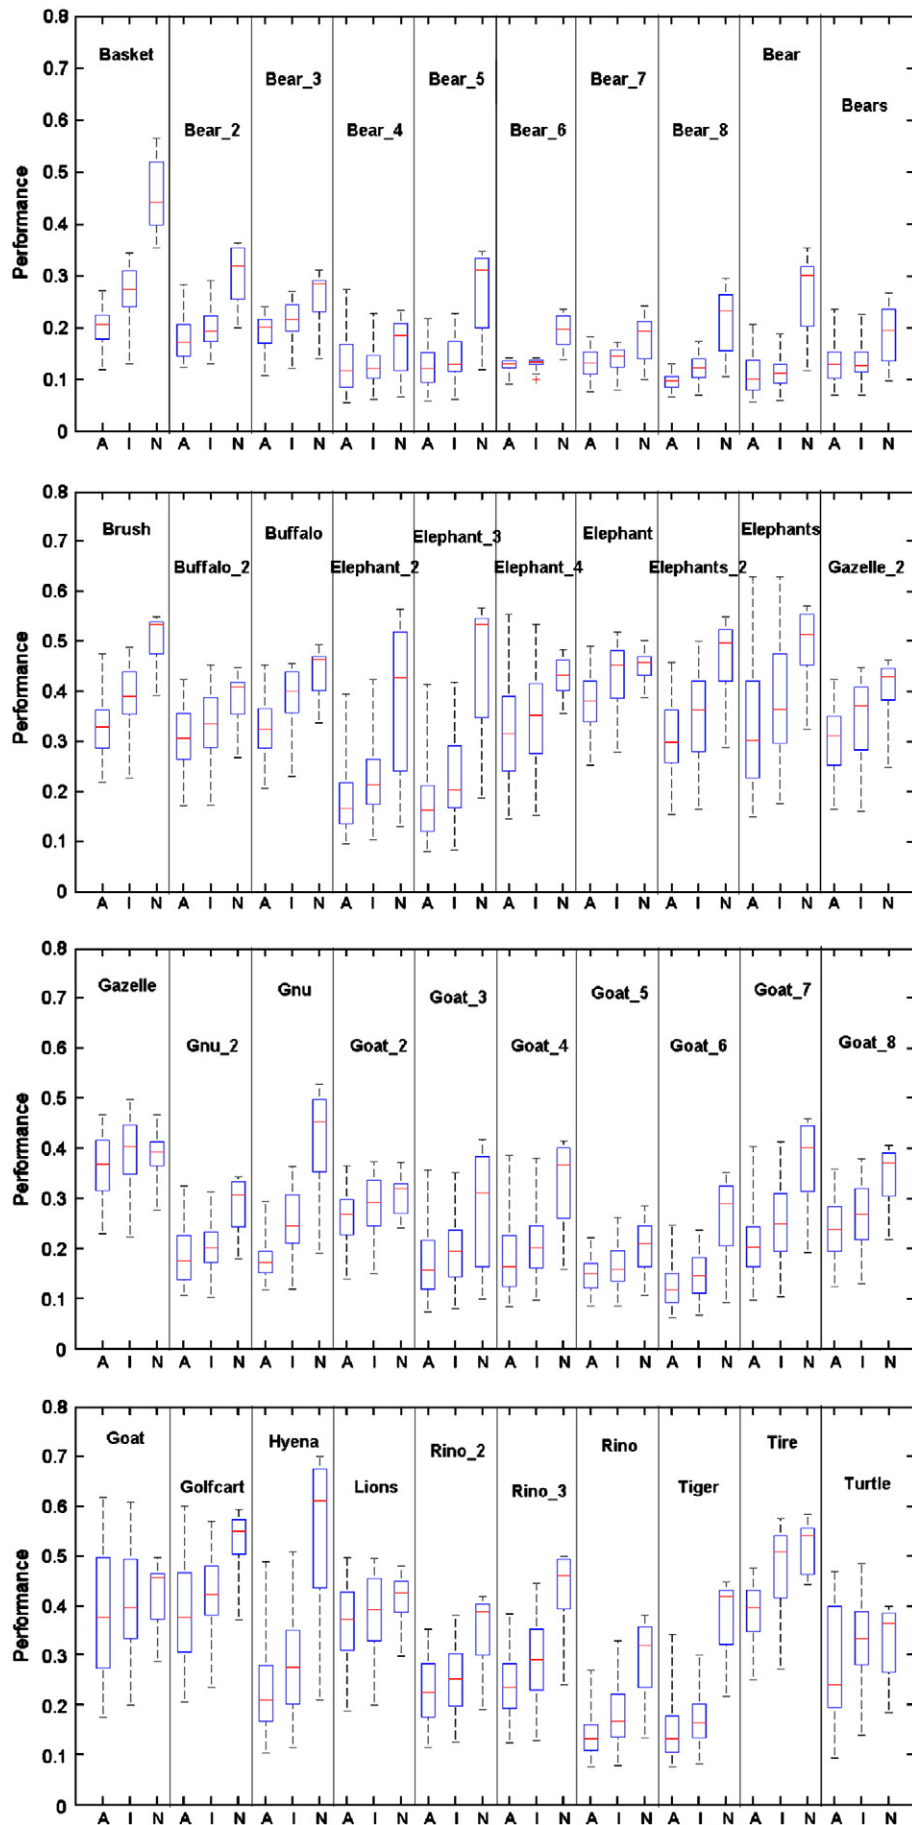 0.8
0.7
0.6
0.5
0.4
0.3
0.2
0.1
0
Performance
Basket
Bear_2
Bear_3
Bear_4
Bear_5
Bear_6
Bear_7
Bear_8
Bear
Bears
A I N A I N A I N A I N A I N A I N A I N A I N A I N A I N
0.8
0.7
0.6
0.5
0.4
0.3
0.2
0.1
0
Performance
Brush
Buffalo_2
Buffalo
Elephant_2
Elephant_3
Elephant_4
Elephant
Elephants_2
Elephants
Gazelle_2
A I N A I N A I N A I N A I N A I N A I N A I N A I N A I N
0.8
0.7
0.6
0.5
0.4
0.3
0.2
0.1
0
Performance
Gazelle
Gnu_2
Gnu
Goat_2
Goat_3
Goat_4
Goat_5
Goat_6
Goat_7
Goat_8
A I N A I N A I N A I N A I N A I N A I N A I N A I N A I N
0.8
0.7
0.6
0.5
0.4
0.3
0.2
0.1
0
Performance
Goat
Golfcart
Hyena
Lions
Rino_2
Rino_3
Rino
Tiger
Tire
Turtle
A I N A I N A I N A I N A I N A I N A I N A I N A I N A I N